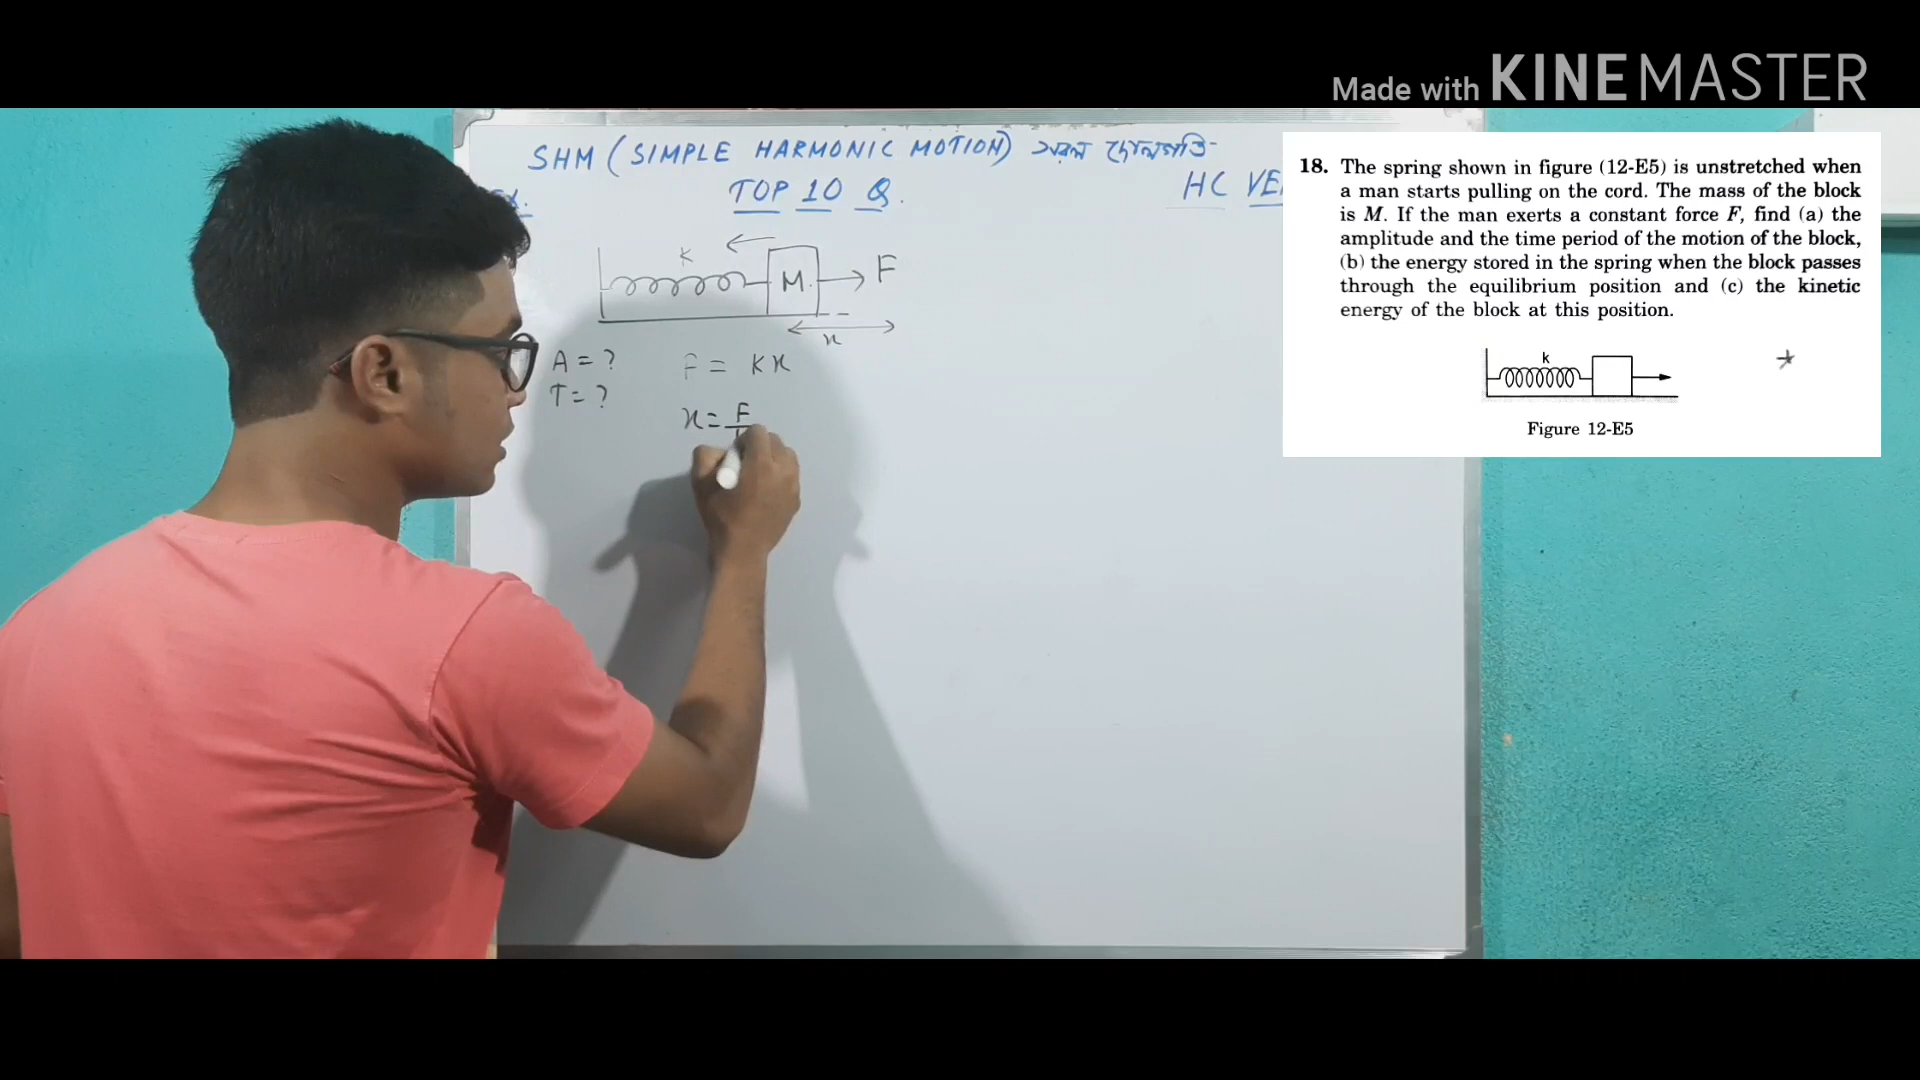 Made with KINEMASTER
SHM (SIMPLE HARMONIC MOTION) সরল দোলগতি
TOP 10 Q.
HC VE
K
M
F
x
A = ?
T = ?
F = Kx
x = F
18. The spring shown in figure (12-E5) is unstretched when
a man starts pulling on the cord. The mass of the block
is M. If the man exerts a constant force F, find (a) the
amplitude and the time period of the motion of the block,
(b) the energy stored in the spring when the block passes
through the equilibrium position and (c) the kinetic
energy of the block at this position.
k
Figure 12-E5